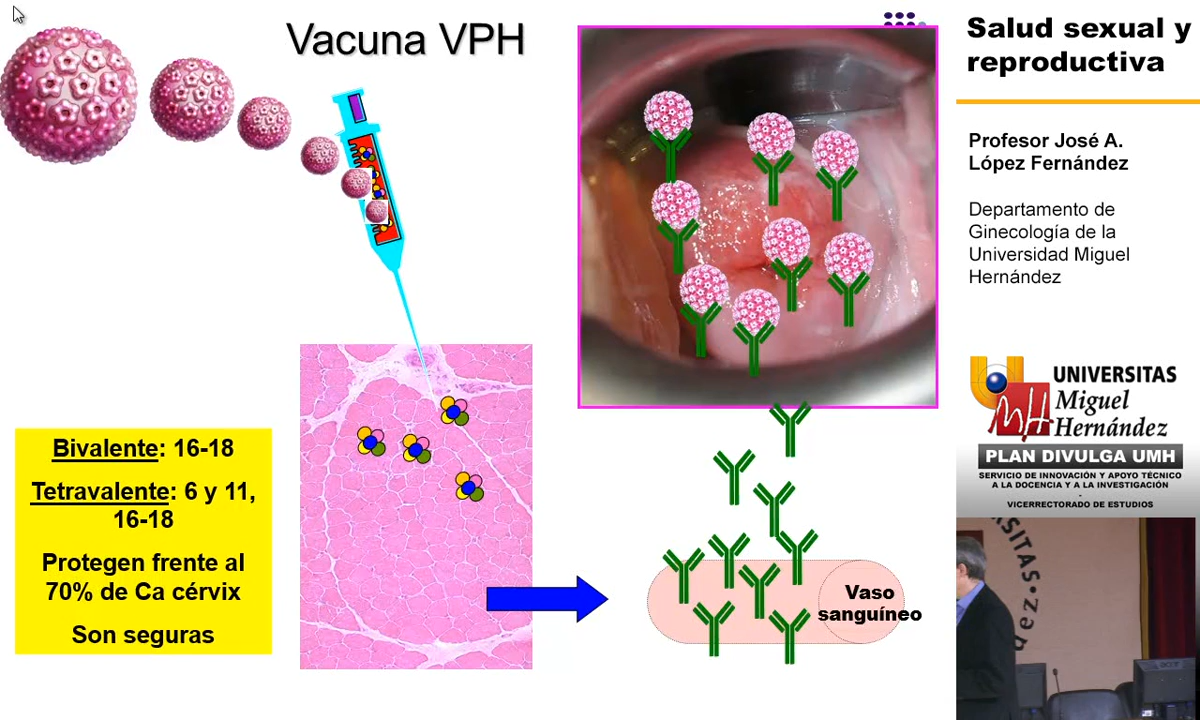 Vacuna VPH
Bivalente: 16-18
Tetravalente: 6 y 11,
16-18
Protegen frente al
70% de Ca cérvix
Son seguras
Vaso
sanguíneo
Salud sexual y
reproductiva
Profesor José A.
López Fernández
Departamento de
Ginecología de la
Universidad Miguel
Hernández
UNIVERSITAS
Miguel
Hernández
PLAN DIVULGA UMH
SERVICIO DE INNOVACIÓN Y APOYO TÉCNICO
A LA DOCENCIA Y A LA INVESTIGACIÓN
-
VICERRECTORADO DE ESTUDIOS